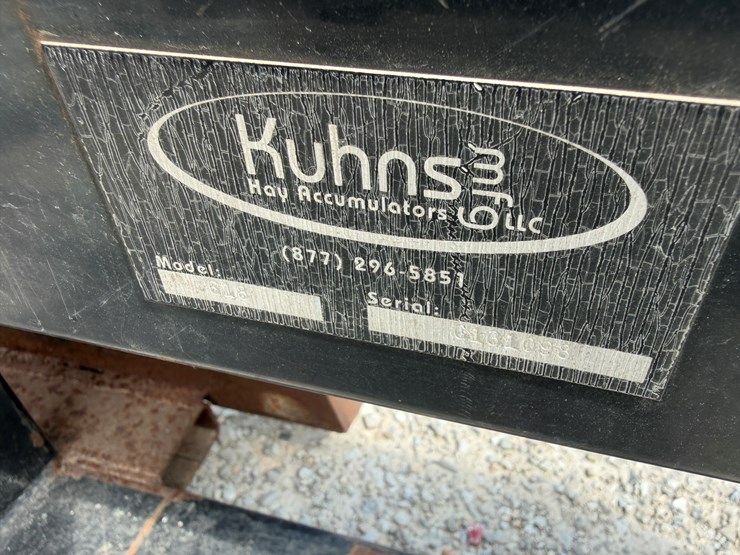 Kuhns mfg LLC
Hay Accumulators
(877) 296-5851
Model:
Serial: